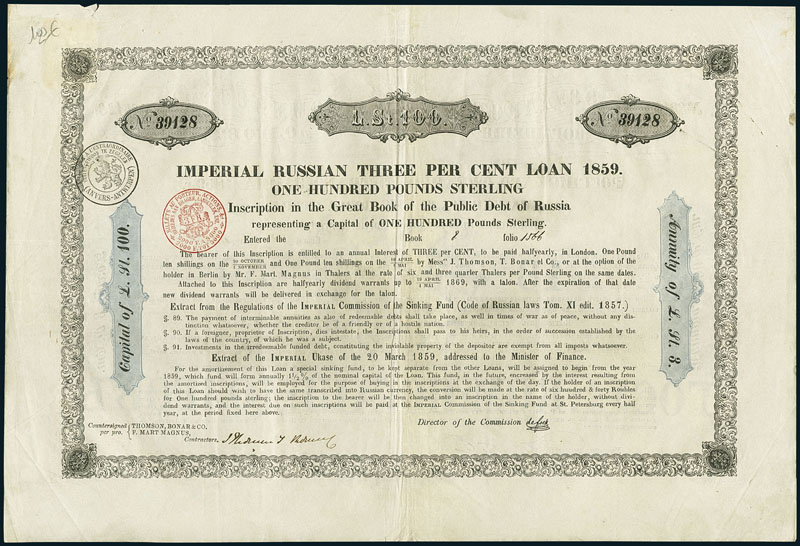 No 39128
L.St. 100.
No 39128
IMPERIAL RUSSIAN THREE PER CENT LOAN 1859.
ONE HUNDRED POUNDS STERLING
Inscription in the Great Book of the Public Debt of Russia
representing a Capital of ONE HUNDRED Pounds Sterling.
Entered the Book 8 folio 1566
The bearer of this Inscription is entilled to an annual Interest of THREE per CENT, to be paid halfyearly, in London. One Pound
ten shillings on the 20 OCTOBER / 1 NOVEMBER and One Pound ten shillings on the 19 APRIL / 1 MAI by Mess" J. Thomson, T. Bonar et Co., or at the option of the
holder in Berlin by Mr. F. Mart. Magnus in Thalers at the rate of six and three quarter Thalers per Pound Sterling on the same dates.
Attached to this Inscription are halfyearly dividend warrants up to 19 APRIL / 1 MAI 1869, with a talon. After the expiration of that date
new dividend warrants will be delivered in exchange for the talon.
Extract from the Regulations of the IMPERIAL Commission of the Sinking Fund (Code of Russian laws Tom. XI edit. 1857.)
§. 89. The payment of interminable annuities as also of redeemable debts shall take place, as well in times of war as of peace, without any dis-
tinctions whatsoever, whether the creditor be of a friendly or of a hostile nation.
§. 90. If a foreigner, proprietor of Inscription, dies intestate, the Inscriptions shall pass to his heirs, in the order of succession established by the
laws of the country, of which he was a subject.
§. 91. Investments in the irredeemable funded debt, constituting the inviolable property of the depositor are exempt from all imposts whatsoever.
Extract of the IMPERIAL Ukase of the 20 March 1859, addressed to the Minister of Finance.
For the amortisement of this Loan a special sinking fund, to be kept separate from the other Loans, will be assigned to begin from the year
1859, which fund will form annually 1 1/2 % of the nominal capital of the Loan. This fund, in the future, encreased by the interest resulting
from the amortised inscriptions, will be employed for the purpose of buying in the inscriptions at the exchange of the day. If the holder of an inscription
of this Loan should wish to have the same transcribed into Russian currency, the conversion will be made at the rate of six hundred & forty Roubles
for One hundred pounds sterling; the inscription to the bearer will be then changed into an inscription in the name of the holder, without divi-
dend warrants, and the interest due on such inscriptions will be paid at the IMPERIAL Commission of the Sinking Fund at St. Petersburg every half
year, at the period fixed here above.
Countersigned per pro. THOMSON, BONAR & CO.
F. MART MAGNUS,
Contractors.
Director of the Commission
Capital of L. St. 100.
Annuity of L. St. 3.